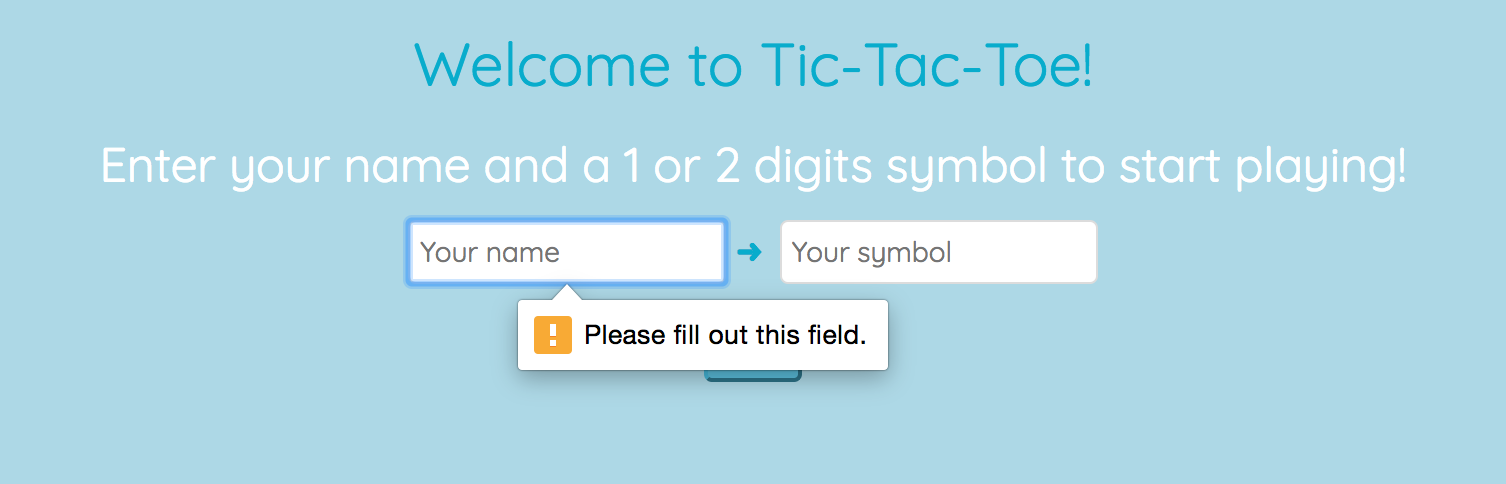 Welcome to Tic-Tac-Toe!
Enter your name and a 1 or 2 digits symbol to start playing!
Your name ➜ Your symbol
Please fill out this field.